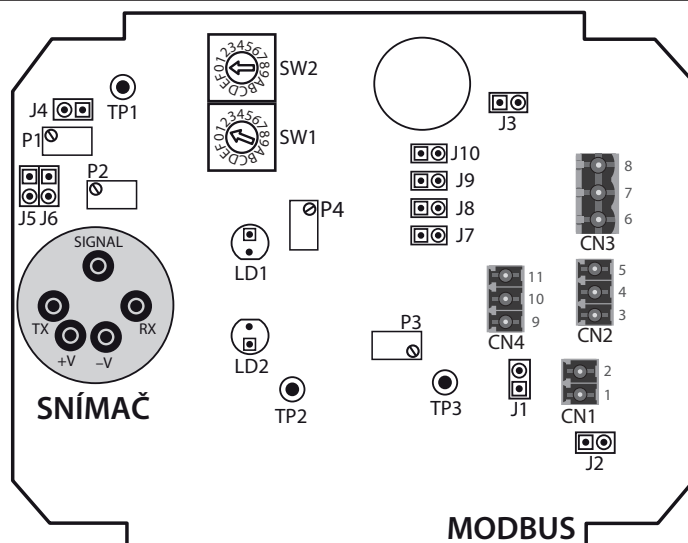 0123456789ABCDEF
SW2
TP1
J4
0123456789ABCDEF
SW1
J3
P1
J10
P2
J9
8
7
6
P4
J8
J5 J6
J7
SIGNAL
CN3
LD1
11
10
9
5
4
3
TX
RX
P3
+V
–V
CN4
CN2
LD2
2
1
SNÍMAČ
TP2
TP3
J1
CN1
J2
MODBUS